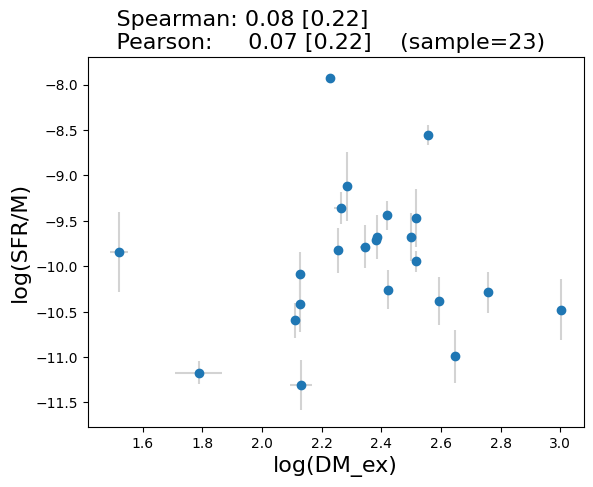 Spearman: 0.08 [0.22]
Pearson: 0.07 [0.22] (sample=23)
−8.0
−8.5
−9.0
−9.5
−10.0
−10.5
−11.0
−11.5
log(SFR/M)
1.6 1.8 2.0 2.2 2.4 2.6 2.8 3.0
log(DM_ex)